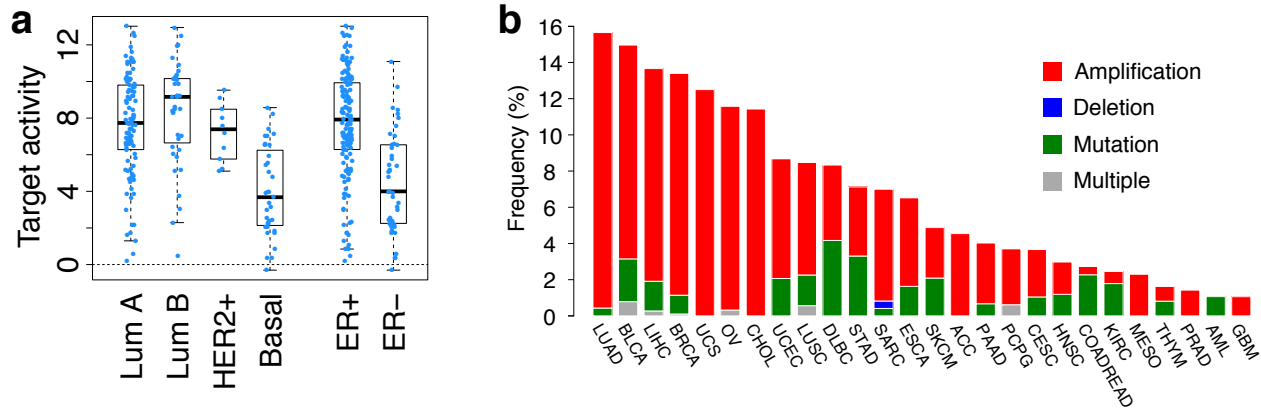 a
Target activity
12
8
4
0
Lum A
Lum B
HER2+
Basal
ER+
ER−
b
Frequency (%)
16
14
12
10
8
6
4
2
0
Amplification
Deletion
Mutation
Multiple
LUAD
BLCA
LIHC
BRCA
UCS
OV
CHOL
UCEC
LUSC
DLBC
STAD
SARC
ESCA
SKCM
ACC
PAAD
PCPG
CESC
HNSC
COADREAD
KIRC
MESO
THYM
PRAD
AML
GBM